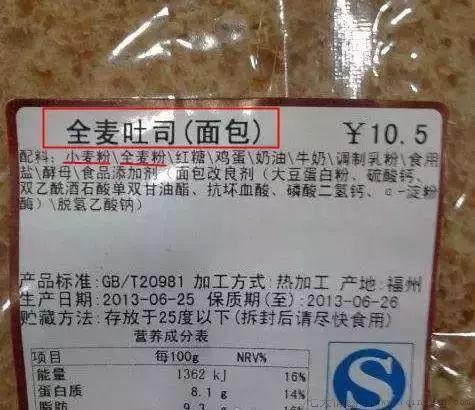 全麦吐司(面包) ￥10.5
配料:小麦粉\全麦粉\红糖\鸡蛋\奶油\牛奶\调制乳粉\食用
盐\酵母\食品添加剂(面包改良剂(大豆蛋白粉、硫酸钙、
双乙酰酒石酸单双甘油酯、抗坏血酸、磷酸二氢钙、α-淀粉
酶)\脱氢乙酸钠)
产品标准:GB/T20981 加工方式:热加工 产地:福州
生产日期:2013-06-25 保质期(至):2013-06-26
贮藏方法:存放于25度以下(拆封后请尽快食用)
营养成分表
项目 每100g NRV%
能量 1362 kJ 16%
蛋白质 8.1 g 14%
脂肪 9.3 g